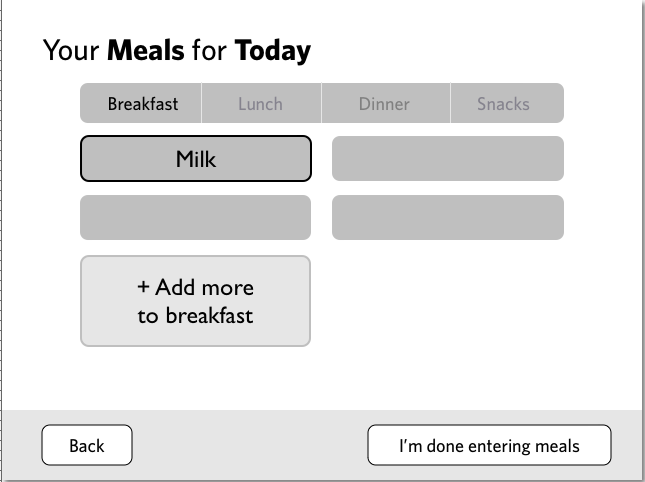 Your Meals for Today
Breakfast Lunch Dinner Snacks
Milk
+ Add more
to breakfast
Back I'm done entering meals